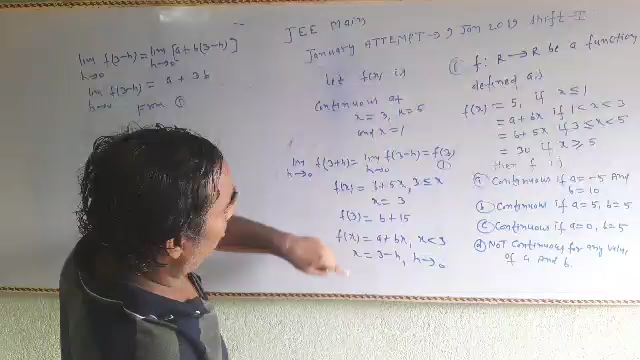 JEE Main
January ATTEMPT → 9 Jan 2019 shift-I
lim f(3-h) = lim [a + b(3-h)]
h→0 h→0
lim f(3-h) = a + 3b
h→0
From ①
Let f(x) is
continuous at
x = 3, x = 5
and x = 1
lim f(3+h) = lim f(3-h) = f(3)
h→0 h→0 ①
f(x) = b + 5x, 3 ≤ x
x = 3
f(3) = b + 15
f(x) = a + bx, x < 3
x = 3-h, h→0
f: R → R be a function
defined as
f(x) = 5, if x ≤ 1
= a + bx if 1 < x < 3
= b + 5x if 3 ≤ x < 5
= 30 if x ≥ 5
then f is
ⓐ Continuous if a = -5 and
b = 10
ⓑ Continuous if a = 5, b = 5
ⓒ Continuous if a = 0, b = 5
ⓓ NOT Continuous for any value
of a and b.